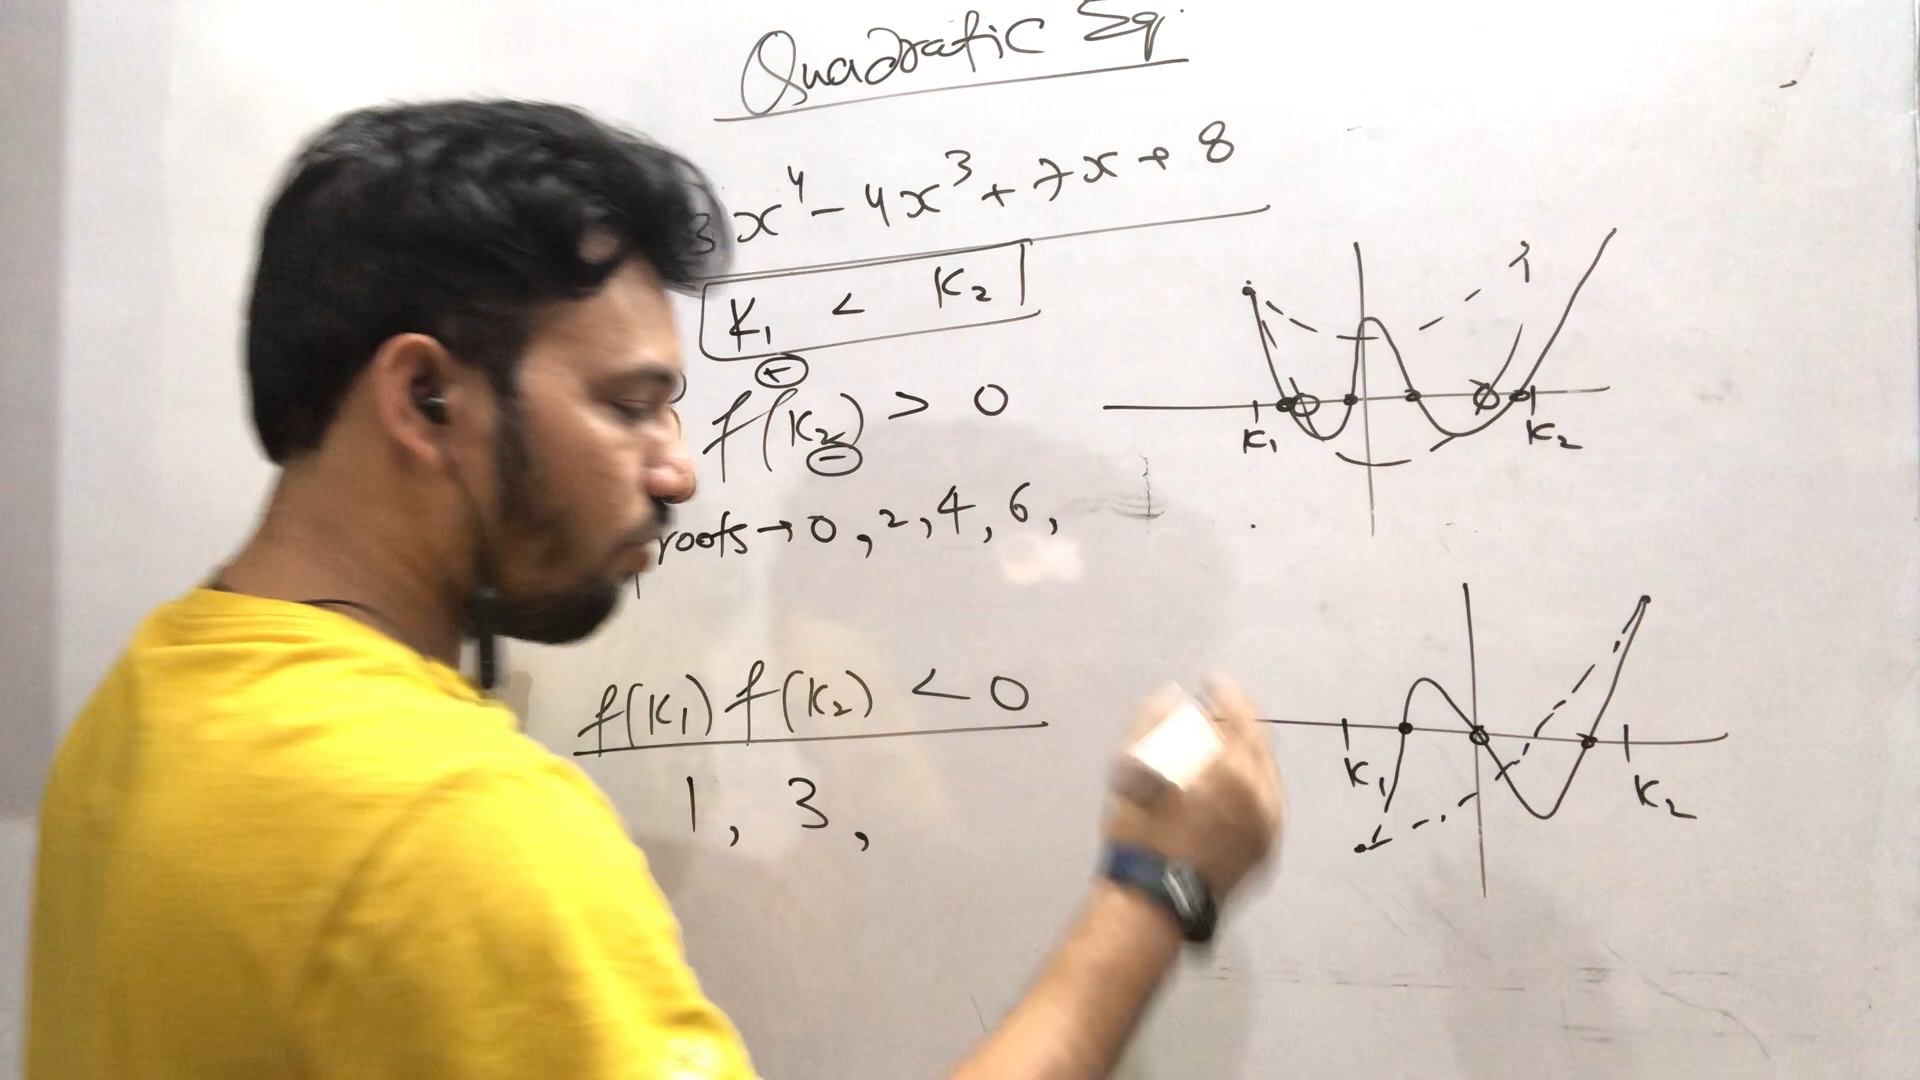 Quadratic Eq.
3x⁴ - 4x³ + 7x + 8
K₁ < K₂
+
f(K₂) > 0
-
roots → 0, 2, 4, 6,
f(K₁) f(K₂) < 0
1, 3,
K₁ K₂
K₁ K₂